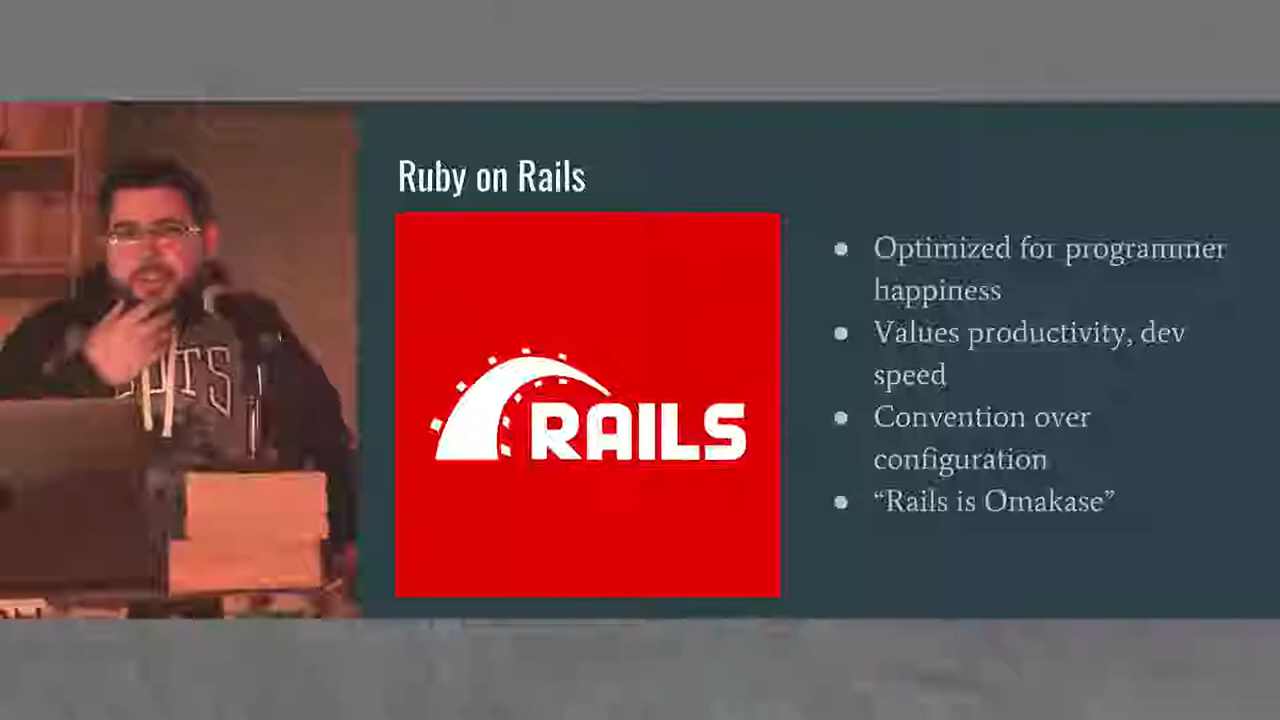 Ruby on Rails
RAILS
Optimized for programmer
happiness
Values productivity, dev
speed
Convention over
configuration
“Rails is Omakase”